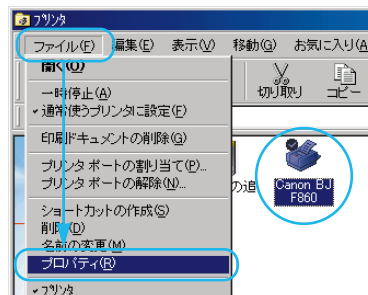 プリンタ
ファイル(F) 編集(E) 表示(V) 移動(G) お気に入り(A
開く(O)
切り取り コピー
一時停止(A)
通常使うプリンタに設定(F)
印刷ドキュメントの削除(G)
プリンタ ポートの割り当て(P)...
プリンタ ポートの解除(N)...
の追
Canon BJ
F860
ショートカットの作成(S)
削除(D)
名前の変更(M)
プロパティ(R)
プリンタ